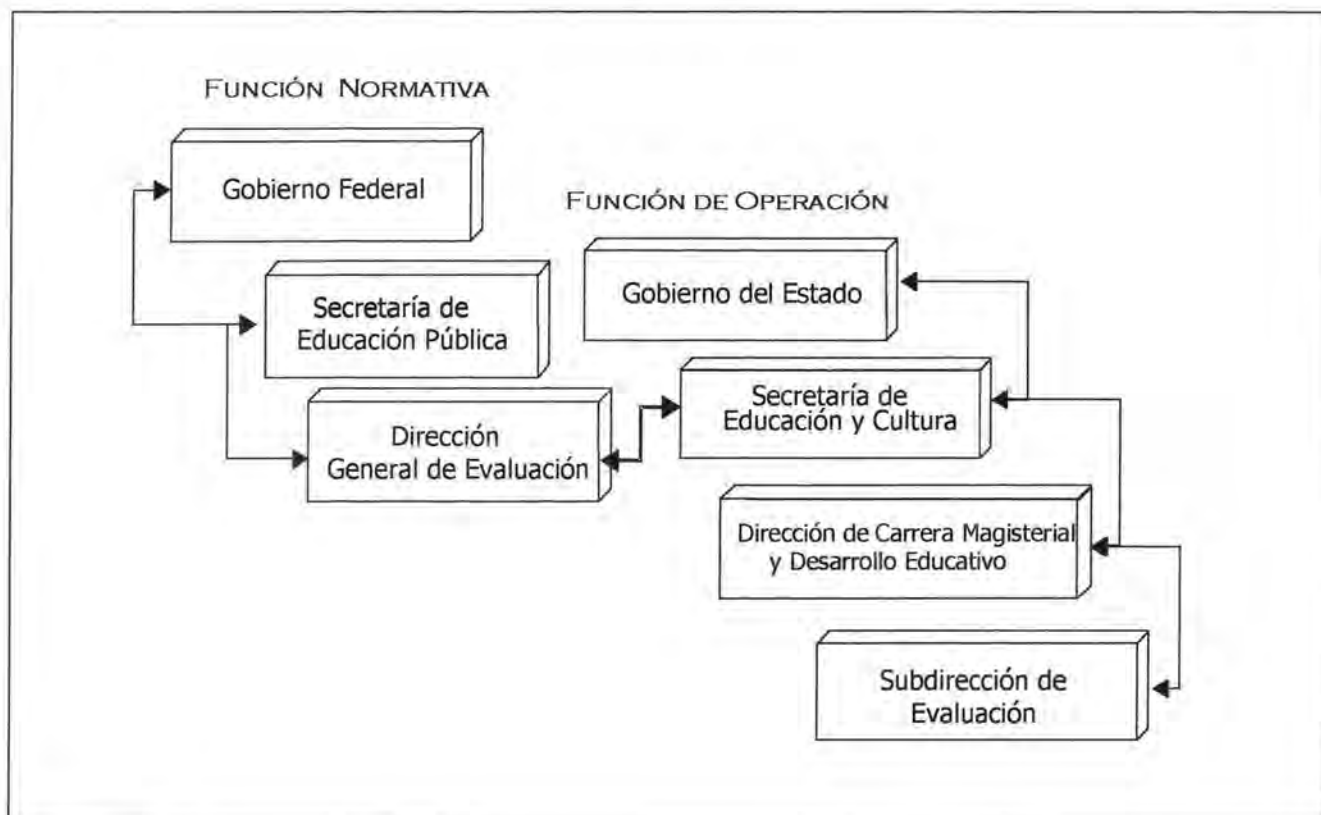 FUNCIÓN NORMATIVA
Gobierno Federal
Secretaría de
Educación Pública
Dirección
General de Evaluación
FUNCIÓN DE OPERACIÓN
Gobierno del Estado
Secretaría de
Educación y Cultura
Dirección de Carrera Magisterial
y Desarrollo Educativo
Subdirección de
Evaluación